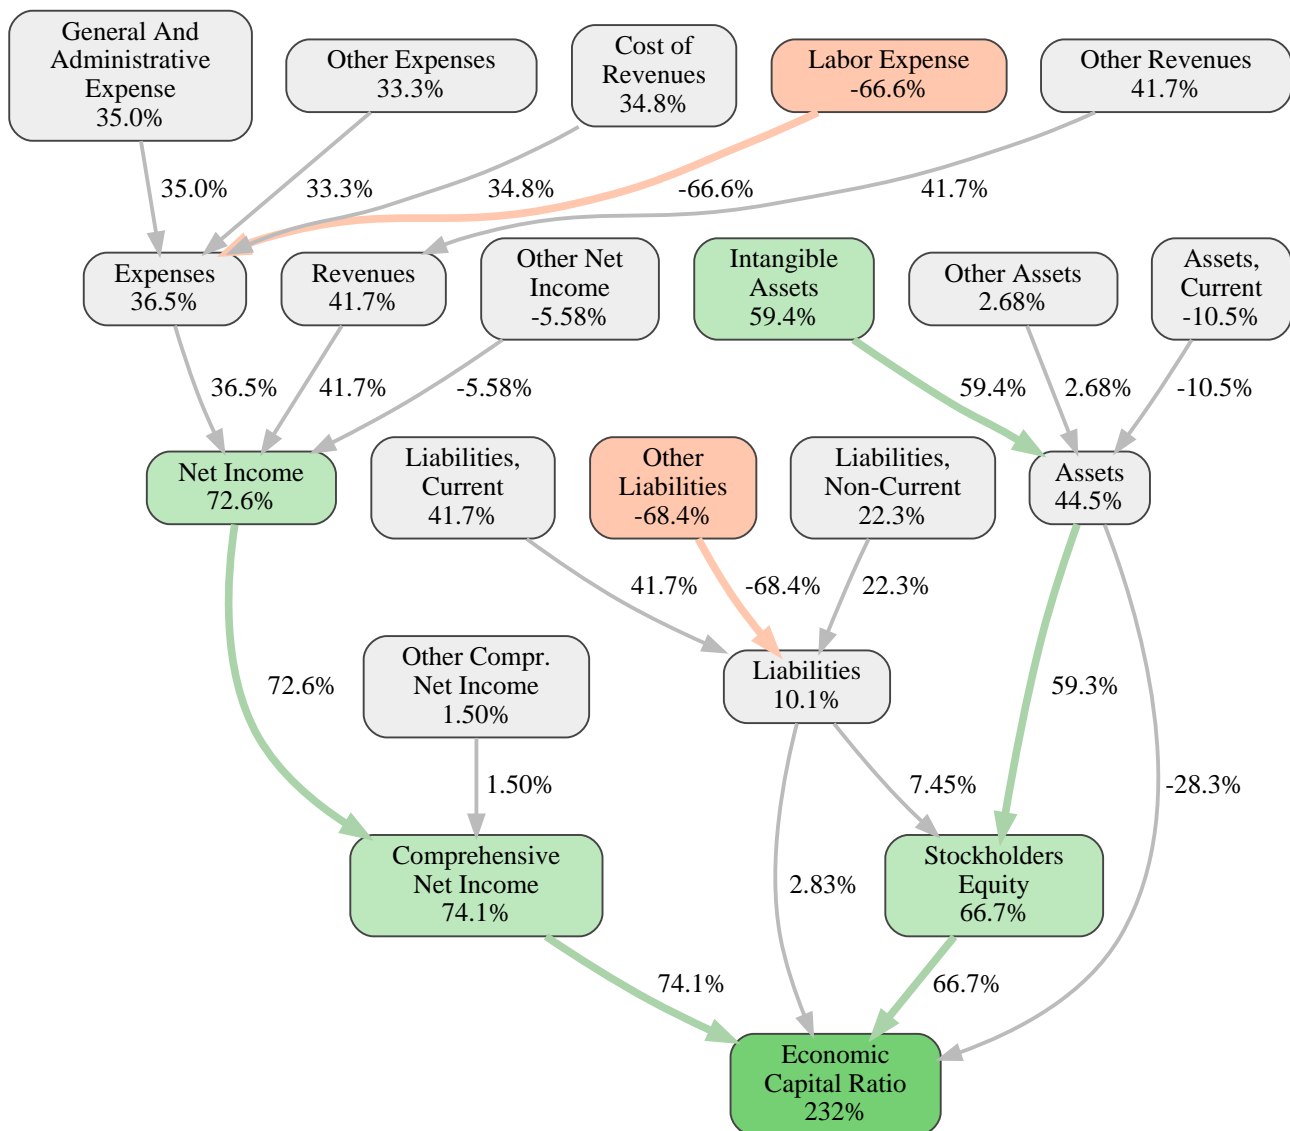 General And
Administrative
Expense
35.0%
Other Expenses
33.3%
Cost of
Revenues
34.8%
Labor Expense
-66.6%
Other Revenues
41.7%
35.0%
33.3%
34.8%
-66.6%
41.7%
Expenses
36.5%
Revenues
41.7%
Other Net
Income
-5.58%
Intangible
Assets
59.4%
Other Assets
2.68%
Assets,
Current
-10.5%
36.5%
41.7%
-5.58%
59.4%
2.68%
-10.5%
Net Income
72.6%
Liabilities,
Current
41.7%
Other
Liabilities
-68.4%
Liabilities,
Non-Current
22.3%
Assets
44.5%
41.7%
-68.4%
22.3%
Other Compr.
Net Income
1.50%
Liabilities
10.1%
72.6%
59.3%
1.50%
7.45%
-28.3%
Comprehensive
Net Income
74.1%
2.83%
Stockholders
Equity
66.7%
74.1%
66.7%
Economic
Capital Ratio
232%